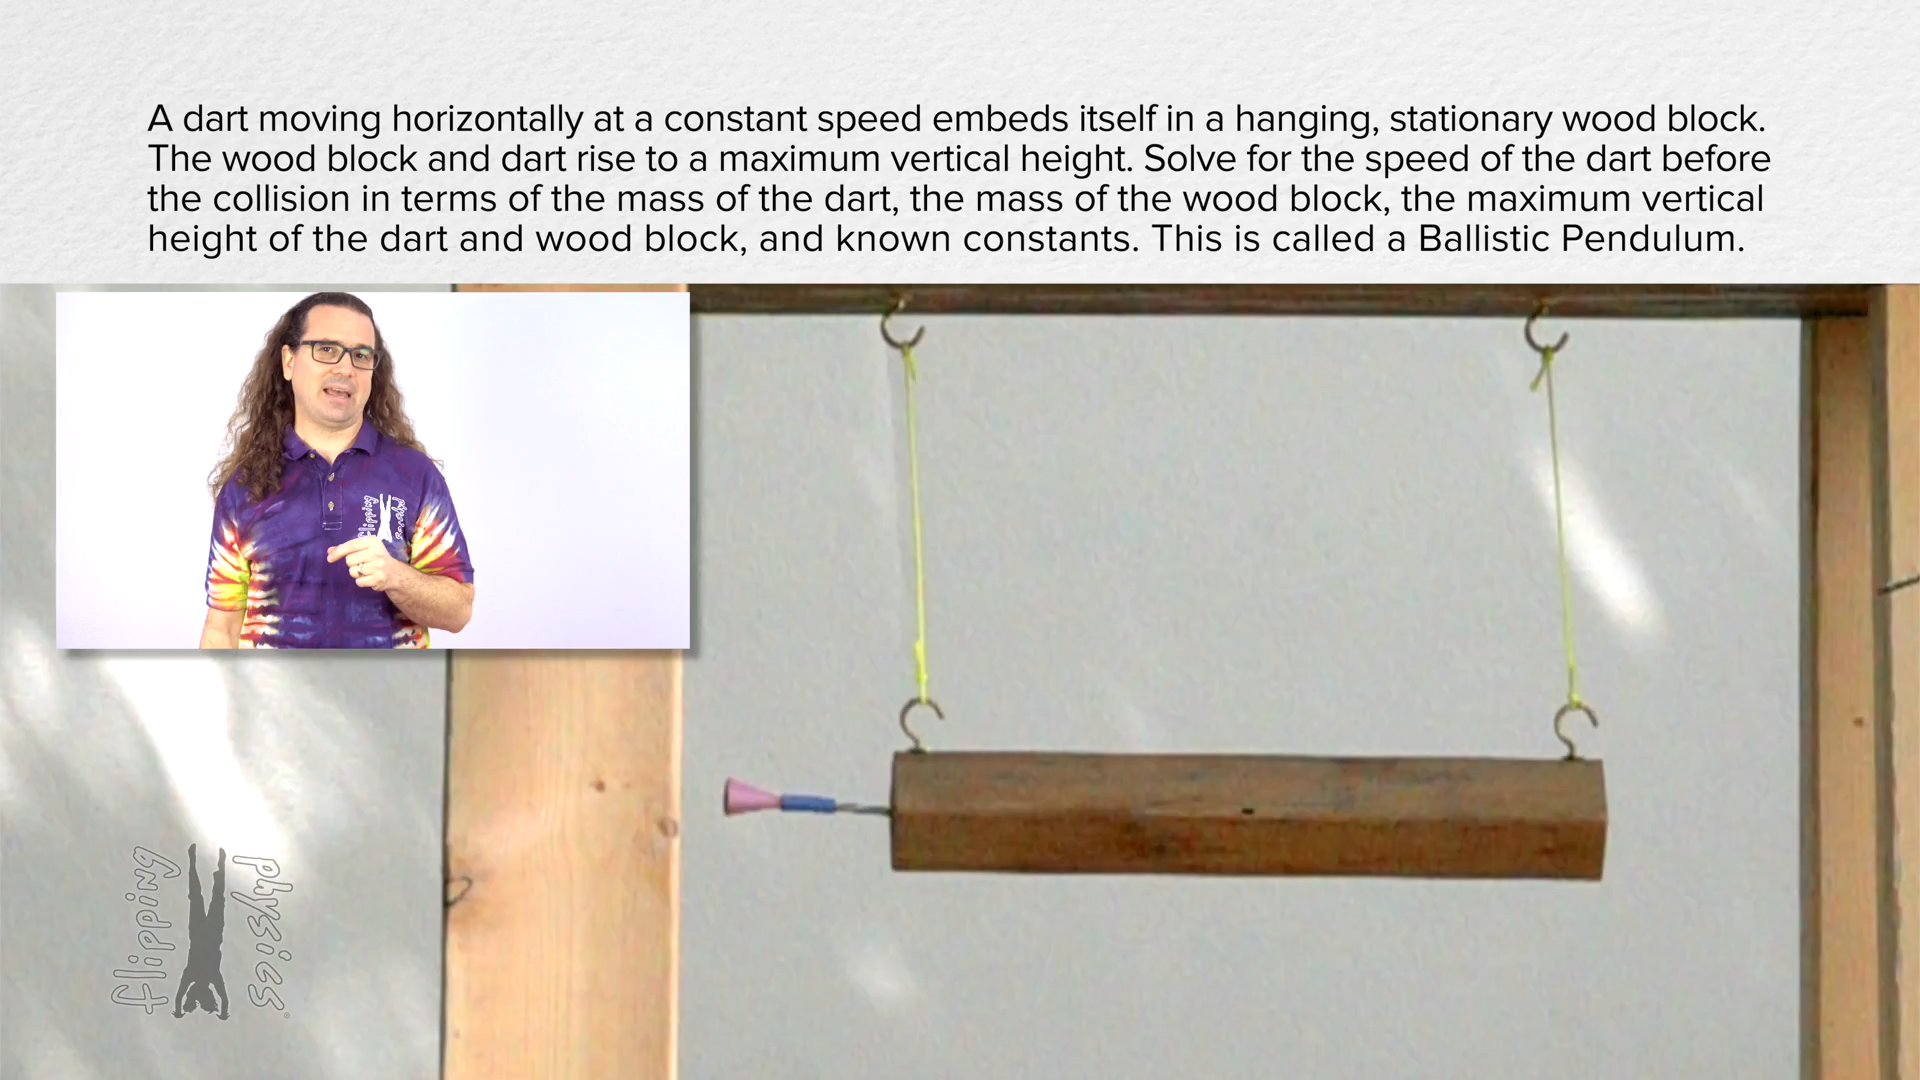 A dart moving horizontally at a constant speed embeds itself in a hanging, stationary wood block.
The wood block and dart rise to a maximum vertical height. Solve for the speed of the dart before
the collision in terms of the mass of the dart, the mass of the wood block, the maximum vertical
height of the dart and wood block, and known constants. This is called a Ballistic Pendulum.
flipping
physics
flipping
physics